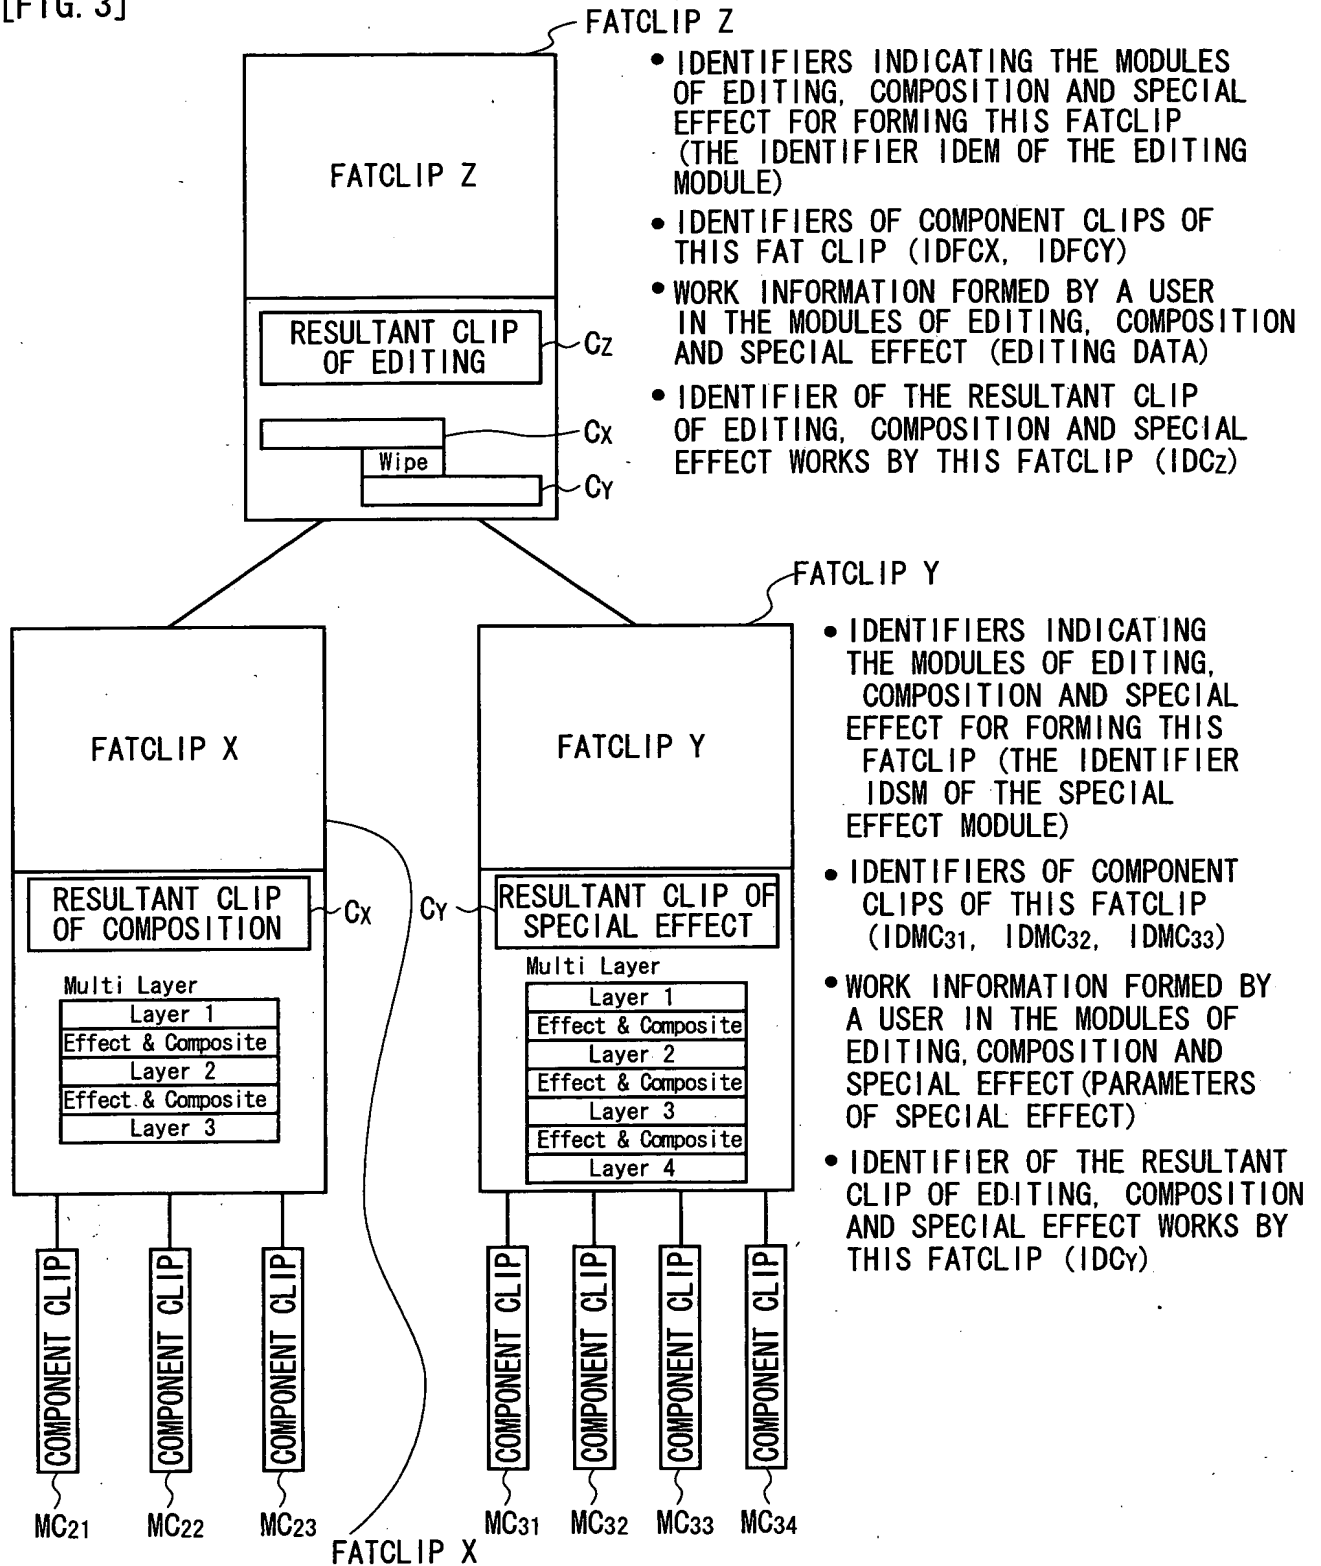 [FIG. 3]
FATCLIP Z
• IDENTIFIERS INDICATING THE MODULES
OF EDITING, COMPOSITION AND SPECIAL
EFFECT FOR FORMING THIS FATCLIP
(THE IDENTIFIER IDEM OF THE EDITING
MODULE)
• IDENTIFIERS OF COMPONENT CLIPS OF
THIS FAT CLIP (IDFCX, IDFCY)
• WORK INFORMATION FORMED BY A USER
IN THE MODULES OF EDITING, COMPOSITION
AND SPECIAL EFFECT (EDITING DATA)
• IDENTIFIER OF THE RESULTANT CLIP
OF EDITING, COMPOSITION AND SPECIAL
EFFECT WORKS BY THIS FATCLIP (IDCZ)
FATCLIP Z
RESULTANT CLIP
OF EDITING
CZ
CX
Wipe
CY
FATCLIP Y
FATCLIP X
RESULTANT CLIP
OF COMPOSITION
CX
Multi Layer
Layer 1
Effect & Composite
Layer 2
Effect & Composite
Layer 3
FATCLIP Y
CY
RESULTANT CLIP OF
SPECIAL EFFECT
Multi Layer
Layer 1
Effect & Composite
Layer 2
Effect & Composite
Layer 3
Effect & Composite
Layer 4
• IDENTIFIERS INDICATING
THE MODULES OF EDITING,
COMPOSITION AND SPECIAL
EFFECT FOR FORMING THIS
FATCLIP (THE IDENTIFIER
IDSM OF THE SPECIAL
EFFECT MODULE)
• IDENTIFIERS OF COMPONENT
CLIPS OF THIS FATCLIP
(IDMC31, IDMC32, IDMC33)
• WORK INFORMATION FORMED BY
A USER IN THE MODULES OF
EDITING, COMPOSITION AND
SPECIAL EFFECT (PARAMETERS
OF SPECIAL EFFECT)
• IDENTIFIER OF THE RESULTANT
CLIP OF EDITING, COMPOSITION
AND SPECIAL EFFECT WORKS BY
THIS FATCLIP (IDCY)
COMPONENT CLIP
COMPONENT CLIP
COMPONENT CLIP
COMPONENT CLIP
COMPONENT CLIP
COMPONENT CLIP
COMPONENT CLIP
MC21
MC22
MC23
MC31
MC32
MC33
MC34
FATCLIP X